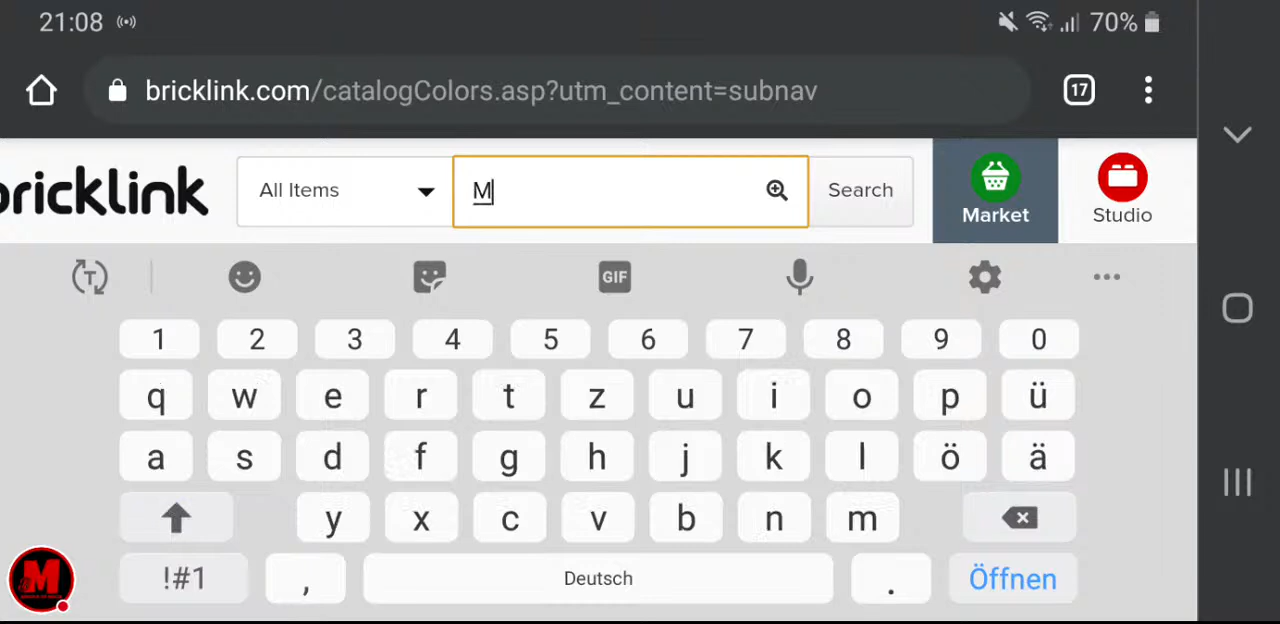 21:08 70%
bricklink.com/catalogColors.asp?utm_content=subnav 17
bricklink All Items M Search Market Studio
T GIF
1 2 3 4 5 6 7 8 9 0
q w e r t z u i o p ü
a s d f g h j k l ö ä
y x c v b n m
!#1 , Deutsch . Öffnen
M